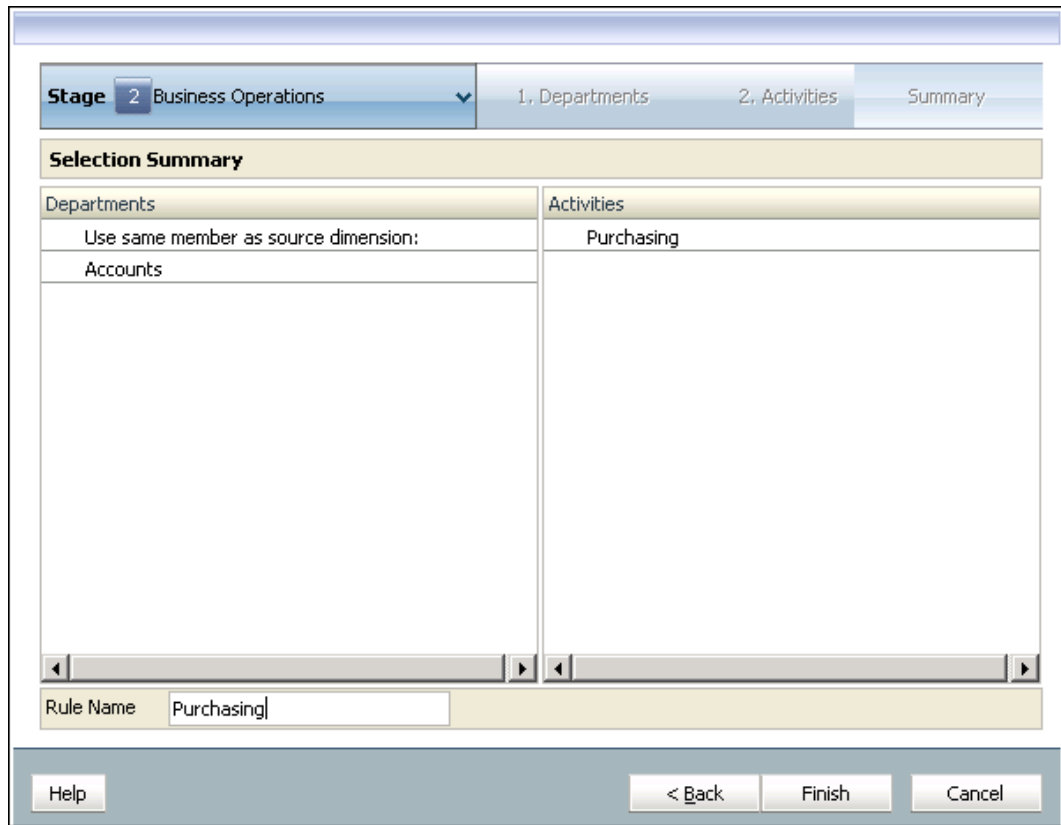 Stage 2 Business Operations 1. Departments 2. Activities Summary
Selection Summary
Departments Activities
Use same member as source dimension: Purchasing
Accounts
Rule Name Purchasing
Help < Back Finish Cancel